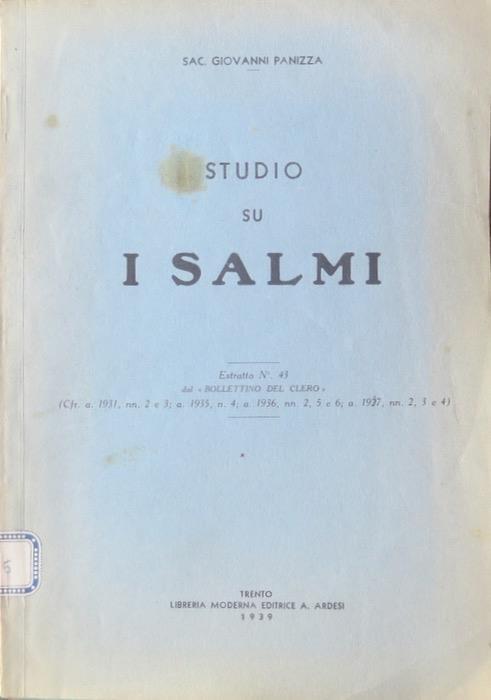 SAC. GIOVANNI PANIZZA
STUDIO
SU
I SALMI
Estratto N°. 43
dal « BOLLETTINO DEL CLERO »
(Cfr. a. 1931, nn. 2 e 3; a. 1935, n. 4; a. 1936, nn. 2, 5 e 6; a. 1937, nn. 2, 3 e 4)
*
5
TRENTO
LIBRERIA MODERNA EDITRICE A. ARDESI
1939